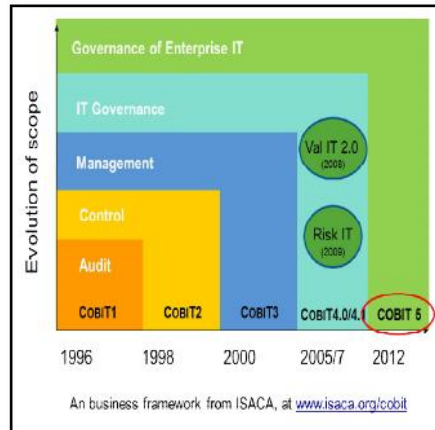 Evolution of scope
Governance of Enterprise IT
IT Governance
Management
Control
Audit
Val IT 2.0
(2008)
Risk IT
(2009)
COBIT1
COBIT2
COBIT3
COBIT4.0/4.1
COBIT 5
1996
1998
2000
2005/7
2012
An business framework from ISACA, at www.isaca.org/cobit